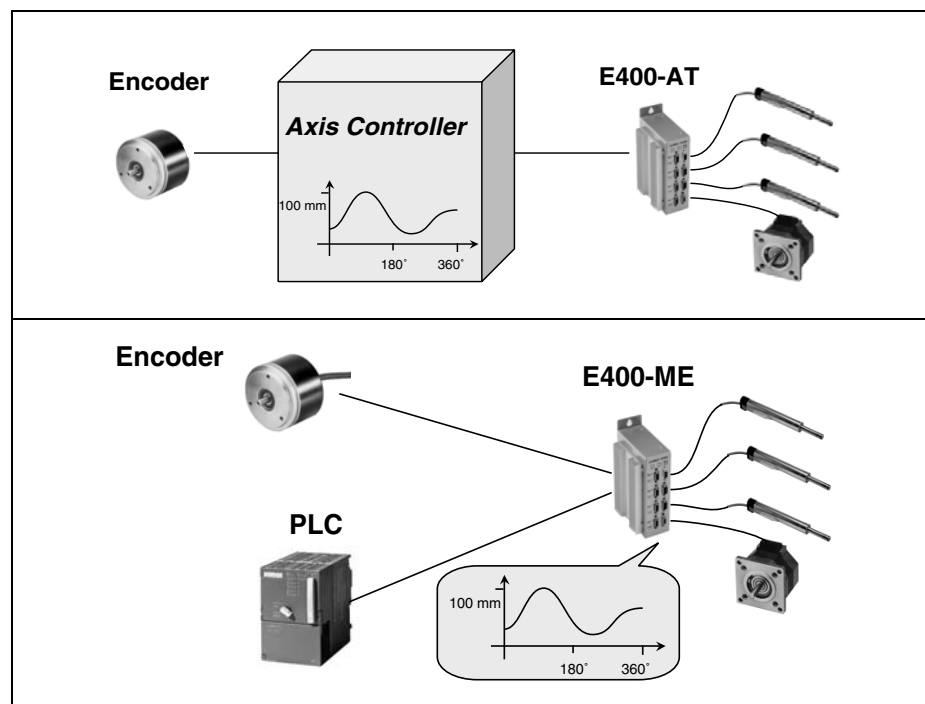 Encoder
E400-AT
Axis Controller
100 mm
180˚
360˚
Encoder
E400-ME
PLC
100 mm
180˚
360˚